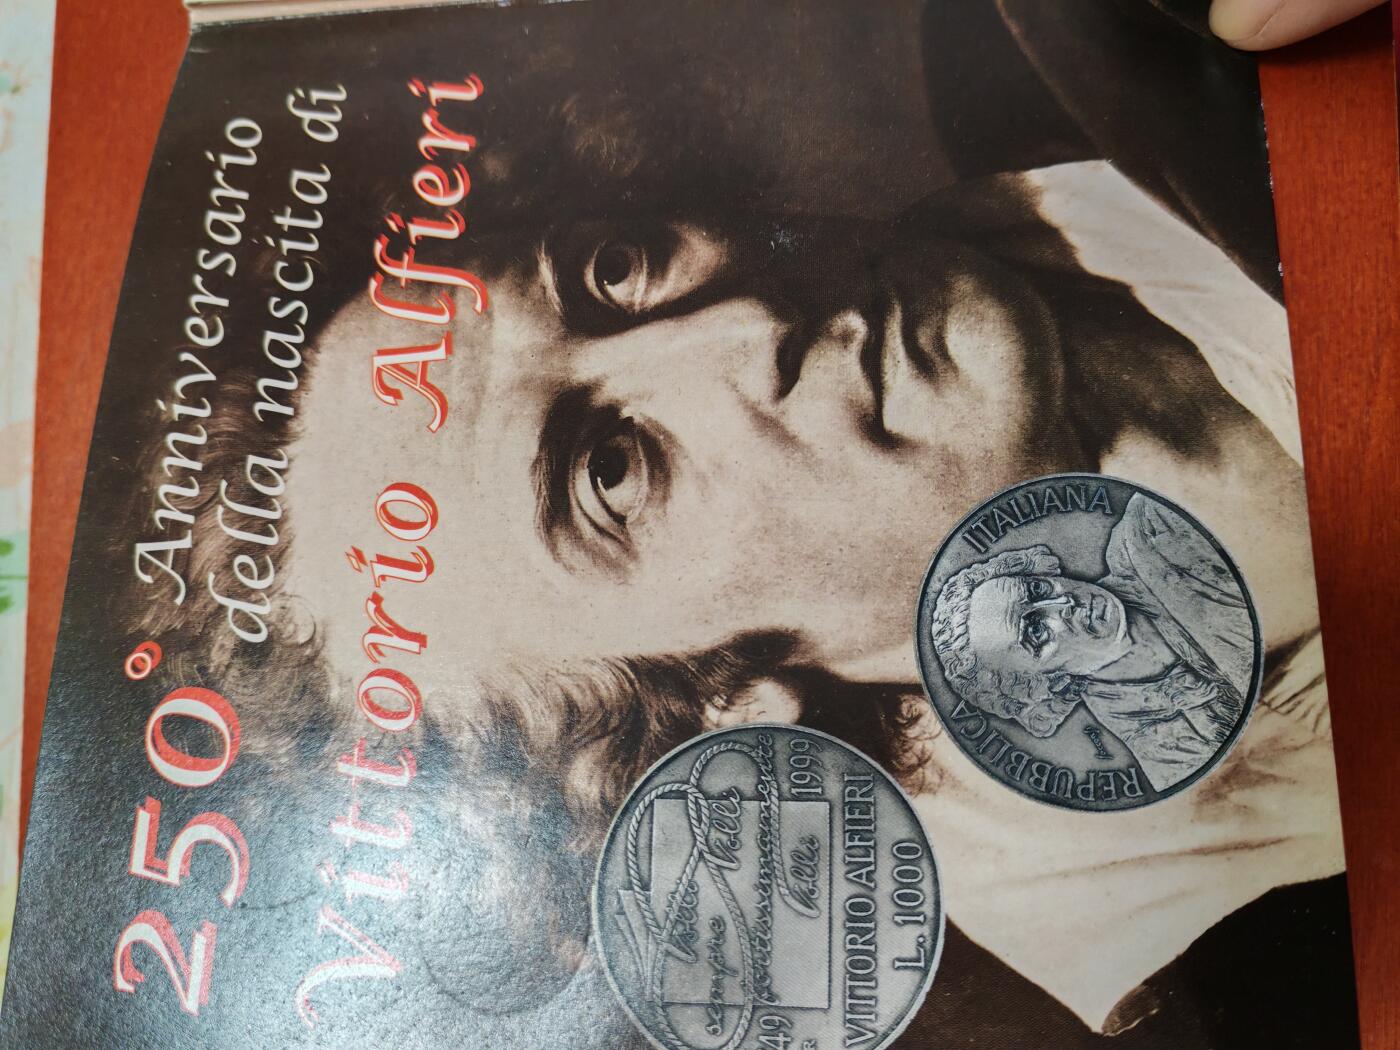 250° Anniversario
della nascita di
Vittorio Alfieri
REPUBBLICA ITALIANA
Volli
sempre Volli
fortissimamente
Volli
49 1999
R
VITTORIO ALFIERI
L. 1000